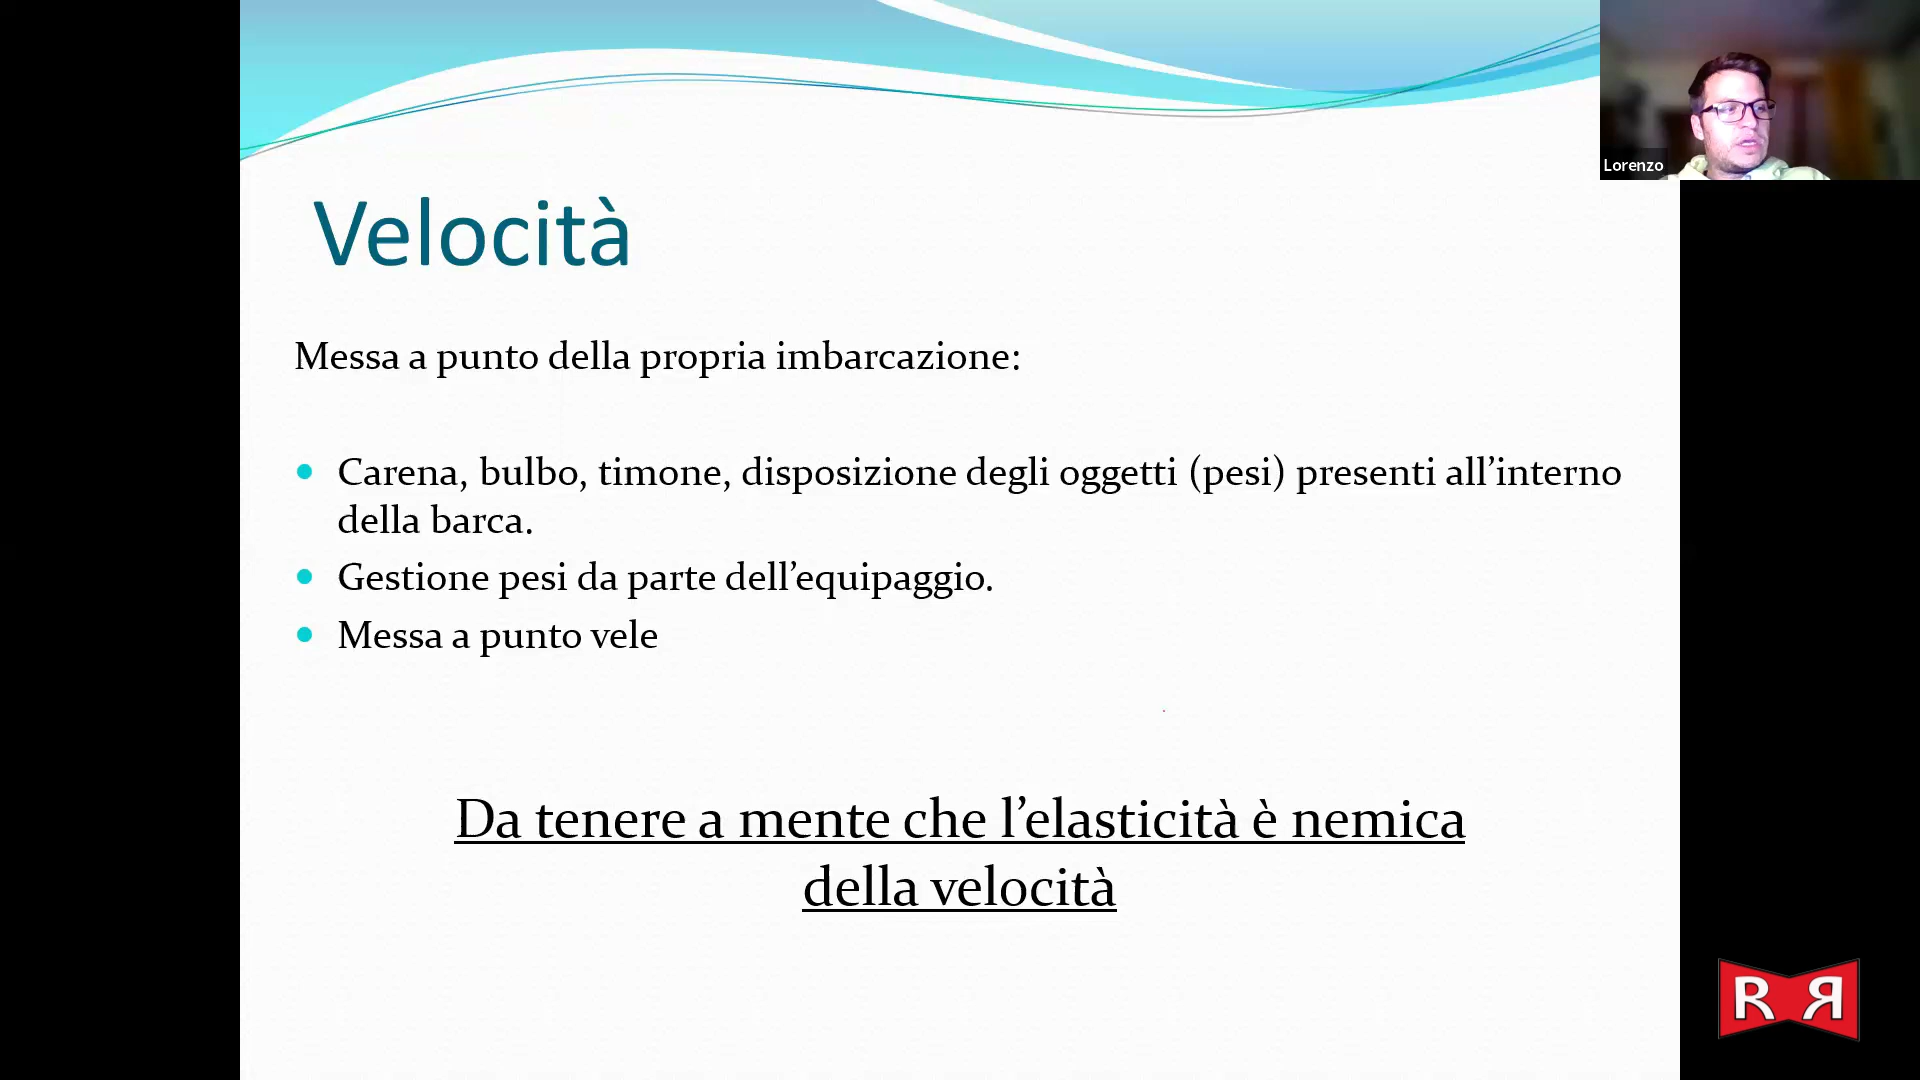 Lorenzo
Velocità
Messa a punto della propria imbarcazione:
Carena, bulbo, timone, disposizione degli oggetti (pesi) presenti all’interno
della barca.
Gestione pesi da parte dell’equipaggio.
Messa a punto vele
Da tenere a mente che l’elasticità è nemica
della velocità
R R